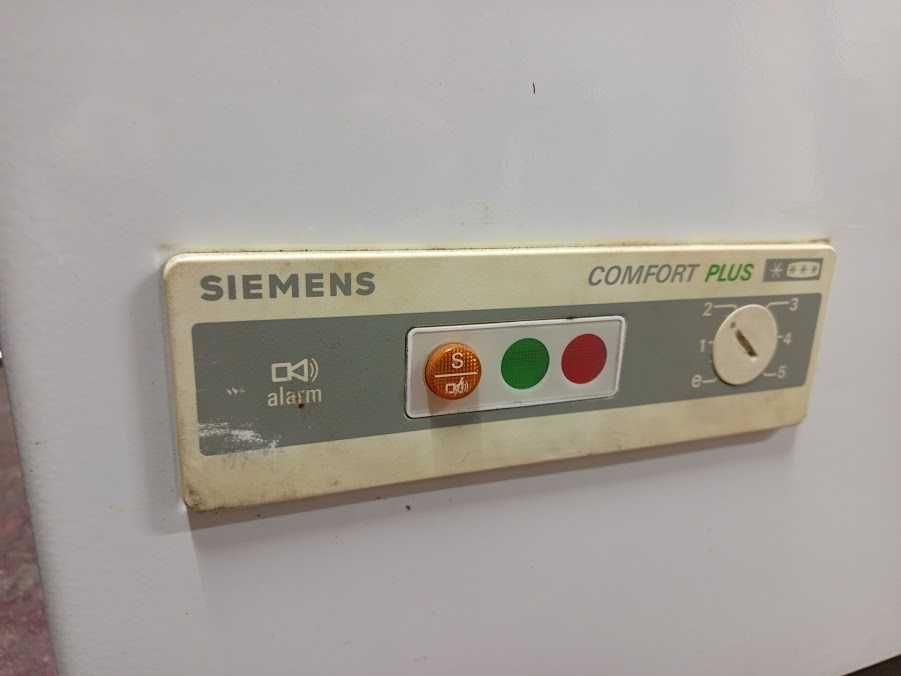 SIEMENS
COMFORT PLUS
alarm
S
2 3
1 4
e 5